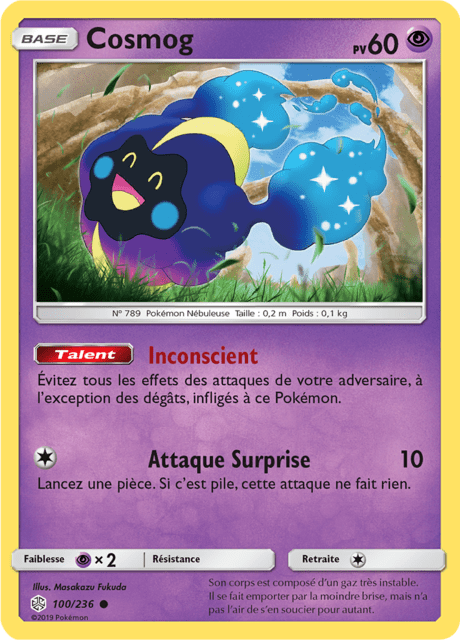 BASE Cosmog PV60
N° 789 Pokémon Nébuleuse Taille : 0,2 m Poids : 0,1 kg
Talent Inconscient
Évitez tous les effets des attaques de votre adversaire, à
l'exception des dégâts, infligés à ce Pokémon.
Attaque Surprise 10
Lancez une pièce. Si c'est pile, cette attaque ne fait rien.
Faiblesse ×2 Résistance Retraite
Illus. Masakazu Fukuda
100/236
©2019 Pokémon
Son corps est composé d'un gaz très instable.
Il se fait emporter par la moindre brise, mais n'a
pas l'air de s'en soucier pour autant.